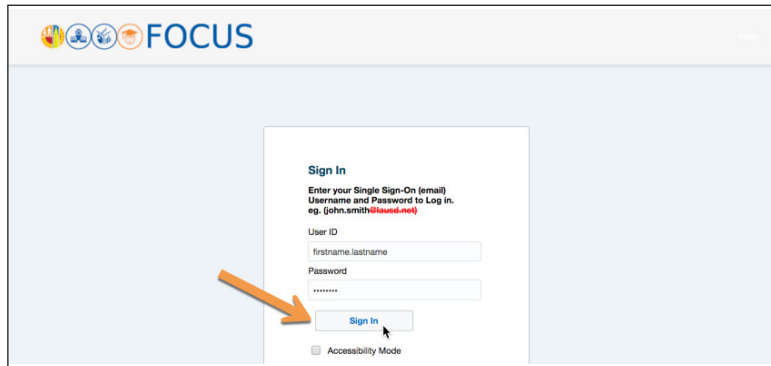 FOCUS
Help
Sign In
Enter your Single Sign-On (email)
Username and Password to Log in.
eg. (john.smith@lausd.net)
User ID
firstname.lastname
Password
••••••••
Sign In
Accessibility Mode